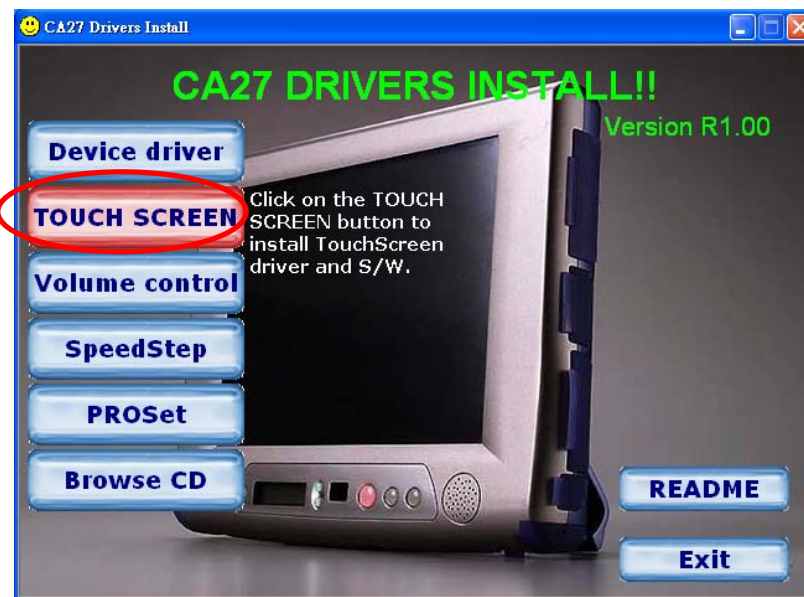 CA27 Drivers Install
CA27 DRIVERS INSTALL!!
Version R1.00
Device driver
TOUCH SCREEN
Volume control
SpeedStep
PROSet
Browse CD
Click on the TOUCH
SCREEN button to
install TouchScreen
driver and S/W.
README
Exit